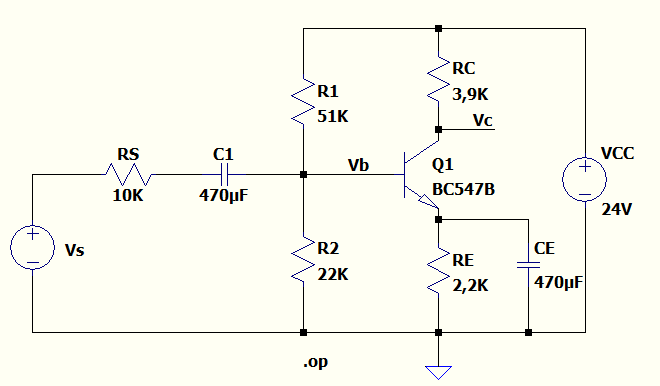 RC
3,9K
R1
51K
Vc
RS
10K
C1
470µF
Vb
Q1
BC547B
VCC
24V
Vs
R2
22K
RE
2,2K
CE
470µF
.op